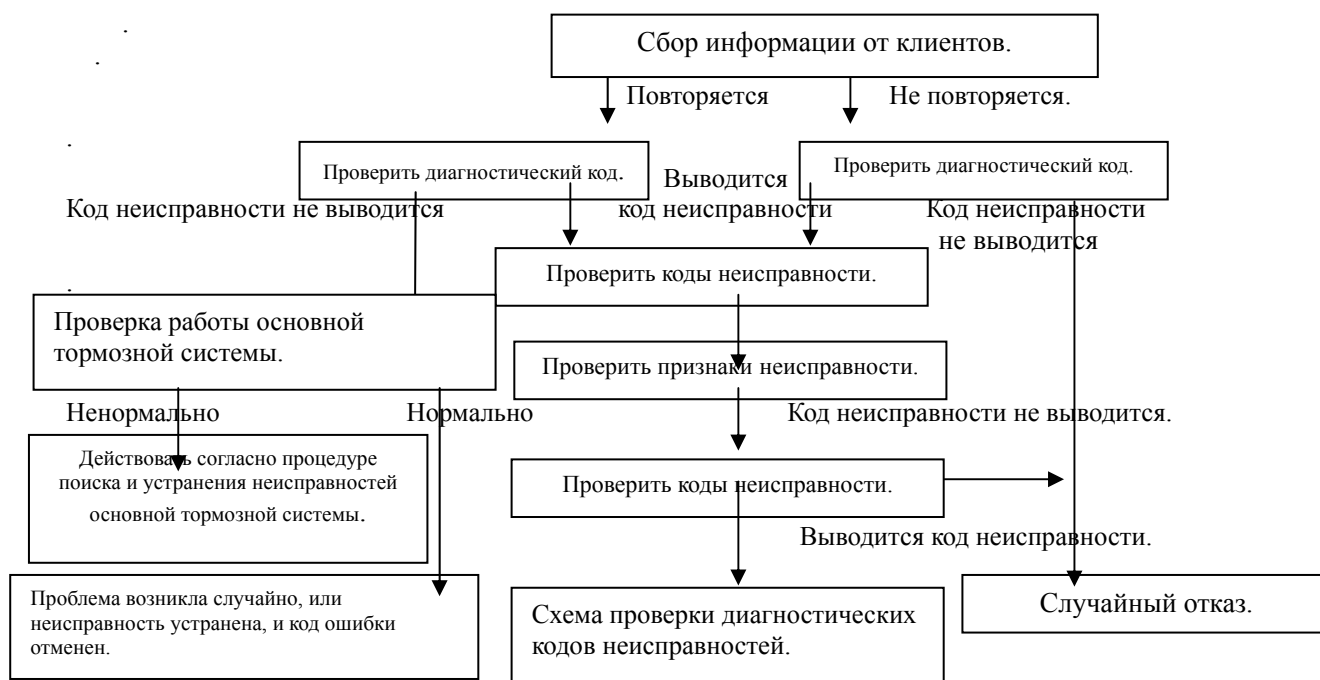 Сбор информации от клиентов.
Повторяется
Не повторяется.
Проверить диагностический код.
Проверить диагностический код.
Код неисправности не выводится
Выводится
код неисправности
Код неисправности
не выводится
Проверить коды неисправности.
Проверка работы основной
тормозной системы.
Проверить признаки неисправности.
Ненормально
Нормально
Код неисправности не выводится.
Действовать согласно процедуре
поиска и устранения неисправностей
основной тормозной системы.
Проверить коды неисправности.
Выводится код неисправности.
Проблема возникла случайно, или
неисправность устранена, и код ошибки
отменен.
Схема проверки диагностических
кодов неисправностей.
Случайный отказ.